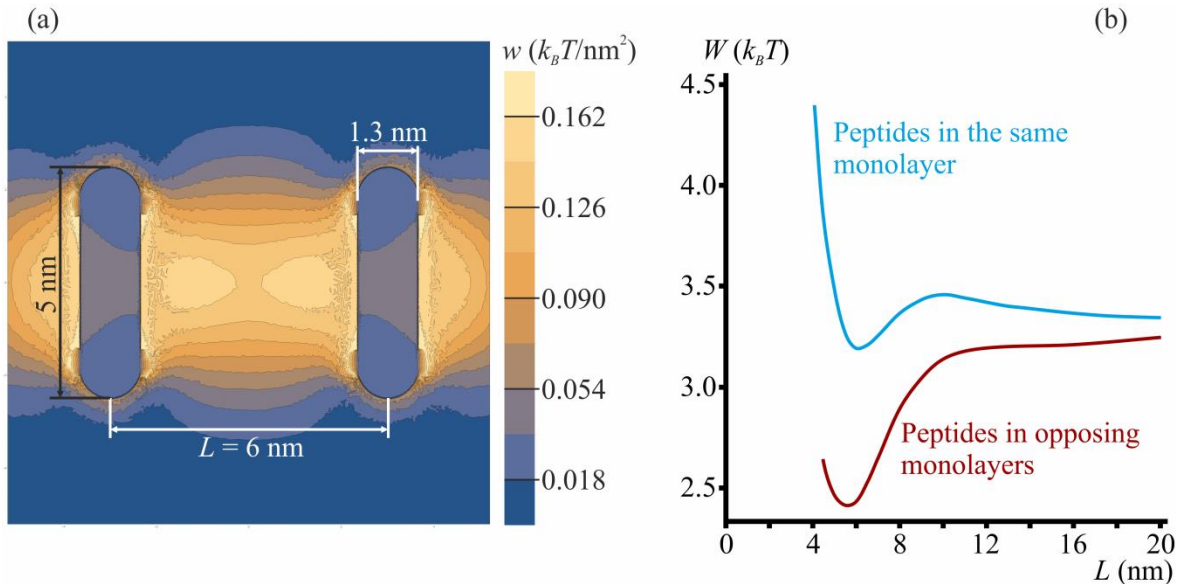 (a)
w (k_BT/nm²)
0.162
0.126
0.090
0.054
0.018
1.3 nm
5 nm
L = 6 nm
(b)
W (k_BT)
4.5
4.0
3.5
3.0
2.5
Peptides in the same
monolayer
Peptides in opposing
monolayers
0 4 8 12 16 20
L (nm)